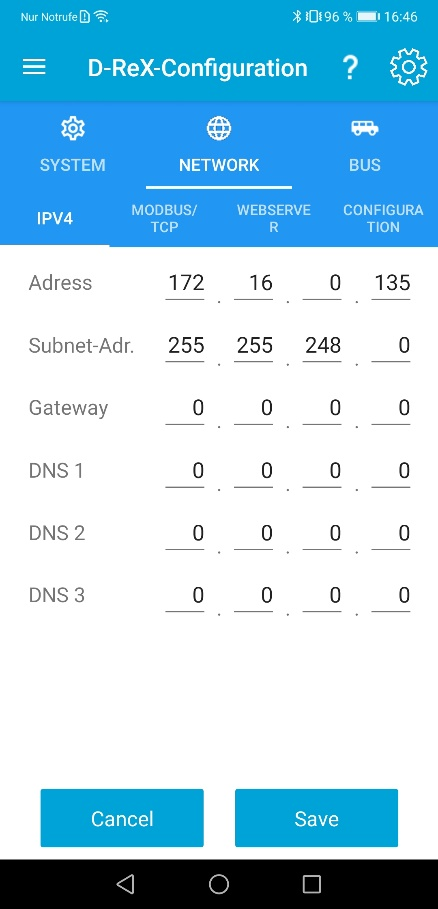 Nur Notrufe 96 % 16:46
D-ReX-Configuration ?
SYSTEM NETWORK BUS
IPV4 MODBUS/ WEBSERVE CONFIGURA
TCP R TION
Adress 172 . 16 . 0 . 135
Subnet-Adr. 255 . 255 . 248 . 0
Gateway 0 . 0 . 0 . 0
DNS 1 0 . 0 . 0 . 0
DNS 2 0 . 0 . 0 . 0
DNS 3 0 . 0 . 0 . 0
Cancel Save